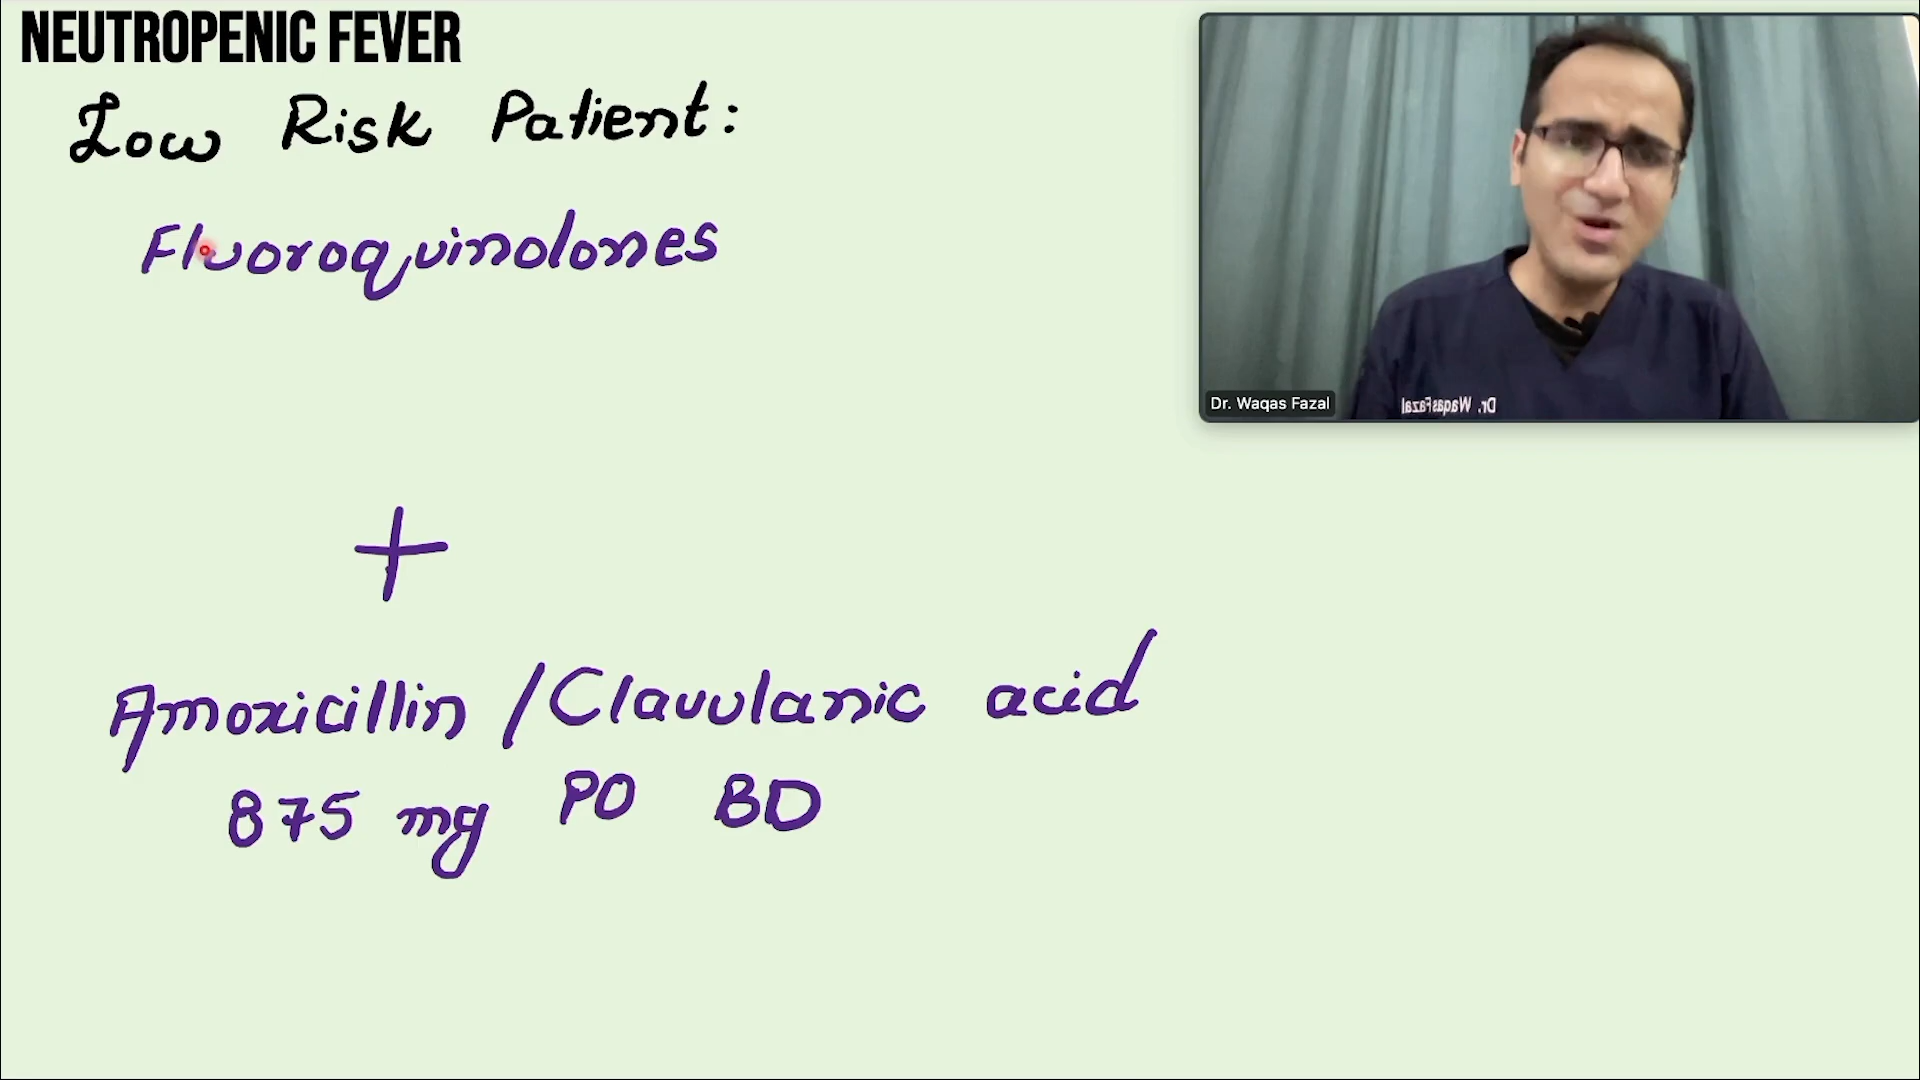 NEUTROPENIC FEVER
Low Risk Patient:
Fluoroquinolones
+
Amoxicillin / Clavulanic acid
875 mg PO BD
Dr. Waqas Fazal
Dr. WaqasFazal